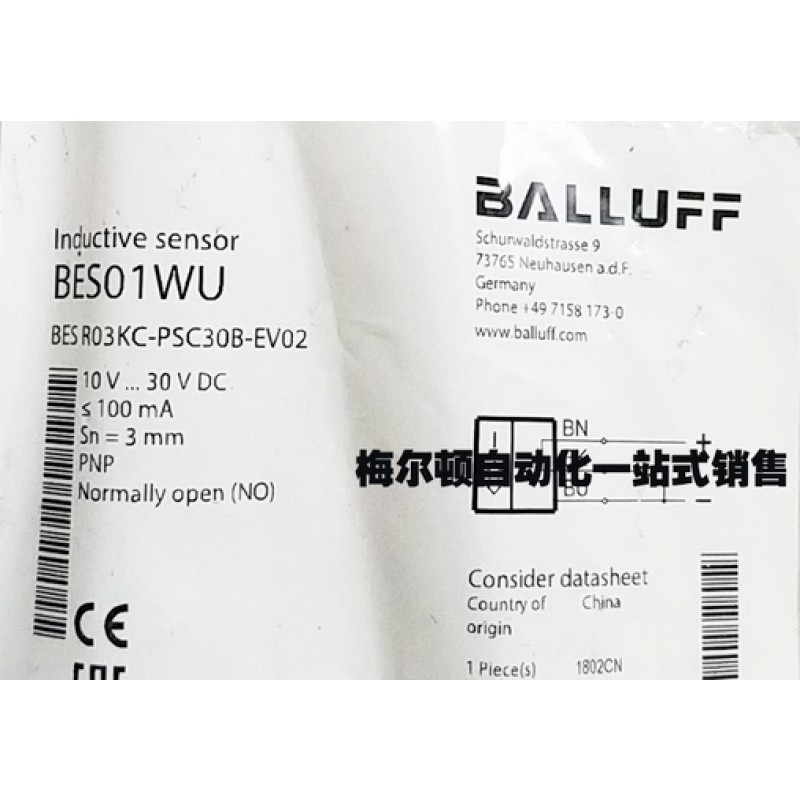 BALLUFF
Schurwaldstrasse 9
73765 Neuhausen a.d.F.
Germany
Phone +49 7158 173-0
www.balluff.com
Inductive sensor
BES01WU
BES R03KC-PSC30B-EV02
10 V ... 30 V DC
≤ 100 mA
Sn = 3 mm
PNP
Normally open (NO)
BN
+
梅尔顿自动化一站式销售
BU
−
Consider datasheet
Country of China
origin
1 Piece(s) 1802CN
CE